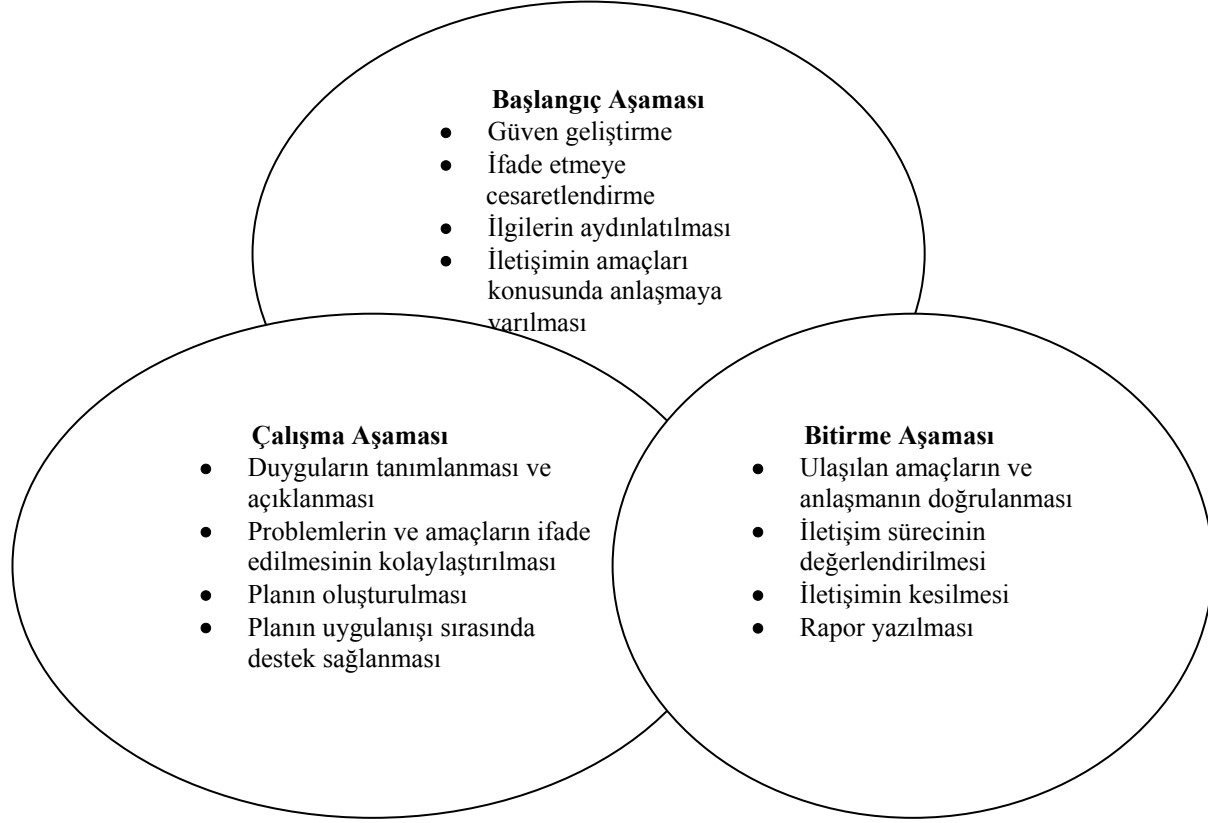 Başlangıç Aşaması
● Güven geliştirme
● İfade etmeye
cesaretlendirme
● İlgilerin aydınlatılması
● İletişimin amaçları
konusunda anlaşmaya
varılması
Çalışma Aşaması
● Duyguların tanımlanması ve
açıklanması
● Problemlerin ve amaçların ifade
edilmesinin kolaylaştırılması
● Planın oluşturulması
● Planın uygulanışı sırasında
destek sağlanması
Bitirme Aşaması
● Ulaşılan amaçların ve
anlaşmanın doğrulanması
● İletişim sürecinin
değerlendirilmesi
● İletişimin kesilmesi
● Rapor yazılması